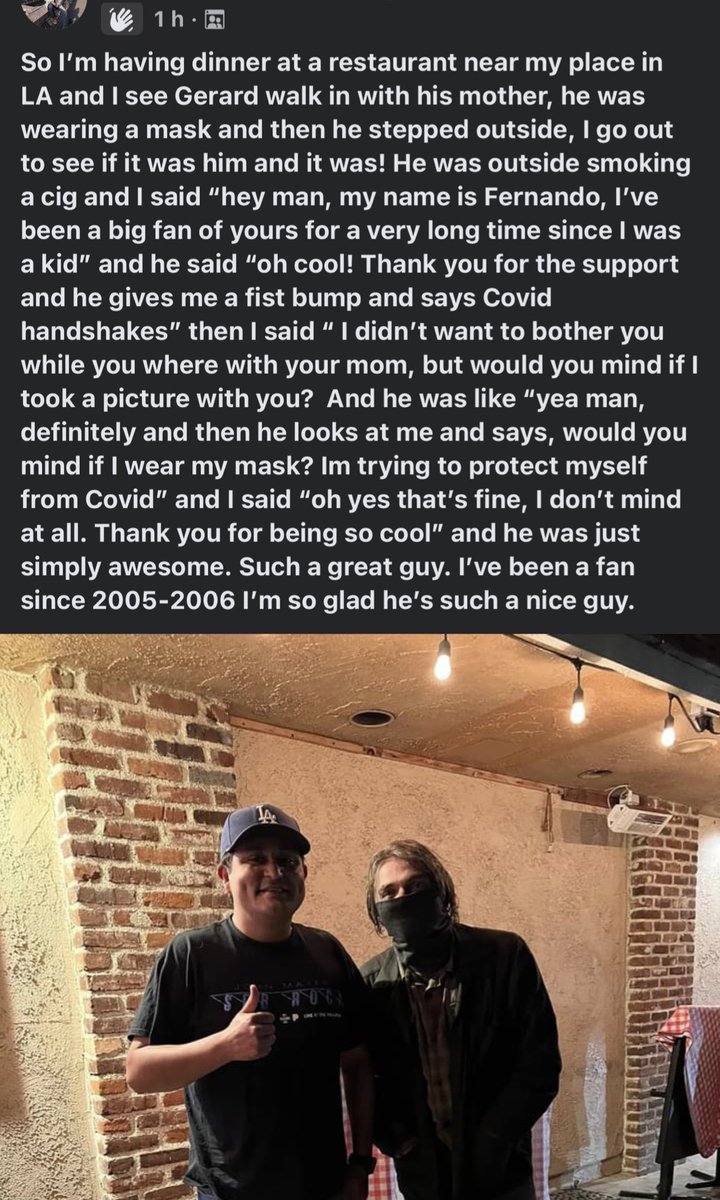 1 h ·
So I’m having dinner at a restaurant near my place in
LA and I see Gerard walk in with his mother, he was
wearing a mask and then he stepped outside, I go out
to see if it was him and it was! He was outside smoking
a cig and I said “hey man, my name is Fernando, I’ve
been a big fan of yours for a very long time since I was
a kid” and he said “oh cool! Thank you for the support
and he gives me a fist bump and says Covid
handshakes” then I said “ I didn’t want to bother you
while you where with your mom, but would you mind if I
took a picture with you?  And he was like “yea man,
definitely and then he looks at me and says, would you
mind if I wear my mask? Im trying to protect myself
from Covid” and I said “oh yes that’s fine, I don’t mind
at all. Thank you for being so cool” and he was just
simply awesome. Such a great guy. I’ve been a fan
since 2005-2006 I’m so glad he’s such a nice guy.
LA